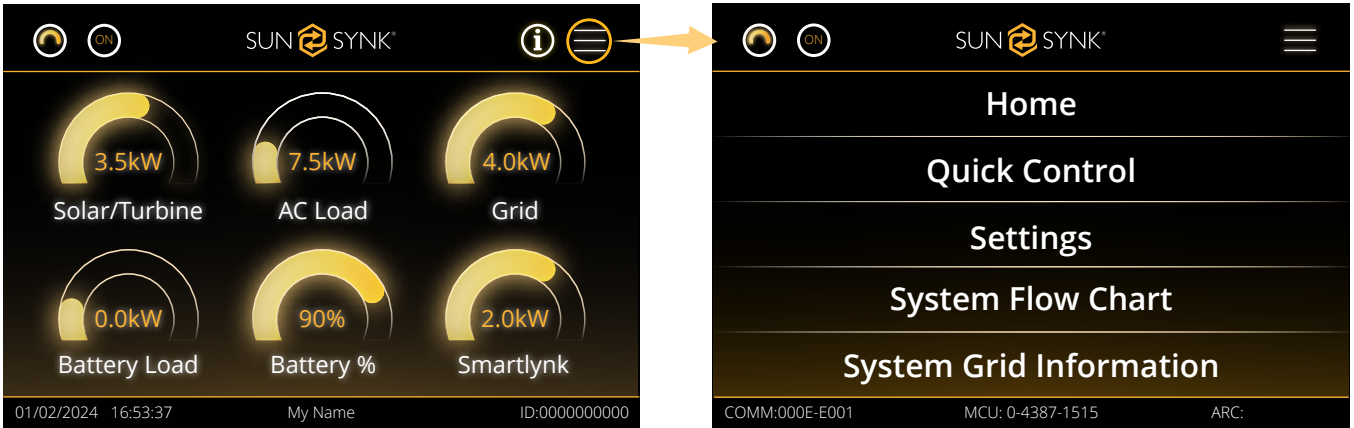 ON SUN SYNK® i
3.5kW 7.5kW 4.0kW
Solar/Turbine AC Load Grid
0.0kW 90% 2.0kW
Battery Load Battery % Smartlynk
01/02/2024 16:53:37 My Name ID:0000000000
ON SUN SYNK®
Home
Quick Control
Settings
System Flow Chart
System Grid Information
COMM:000E-E001 MCU: 0-4387-1515 ARC: